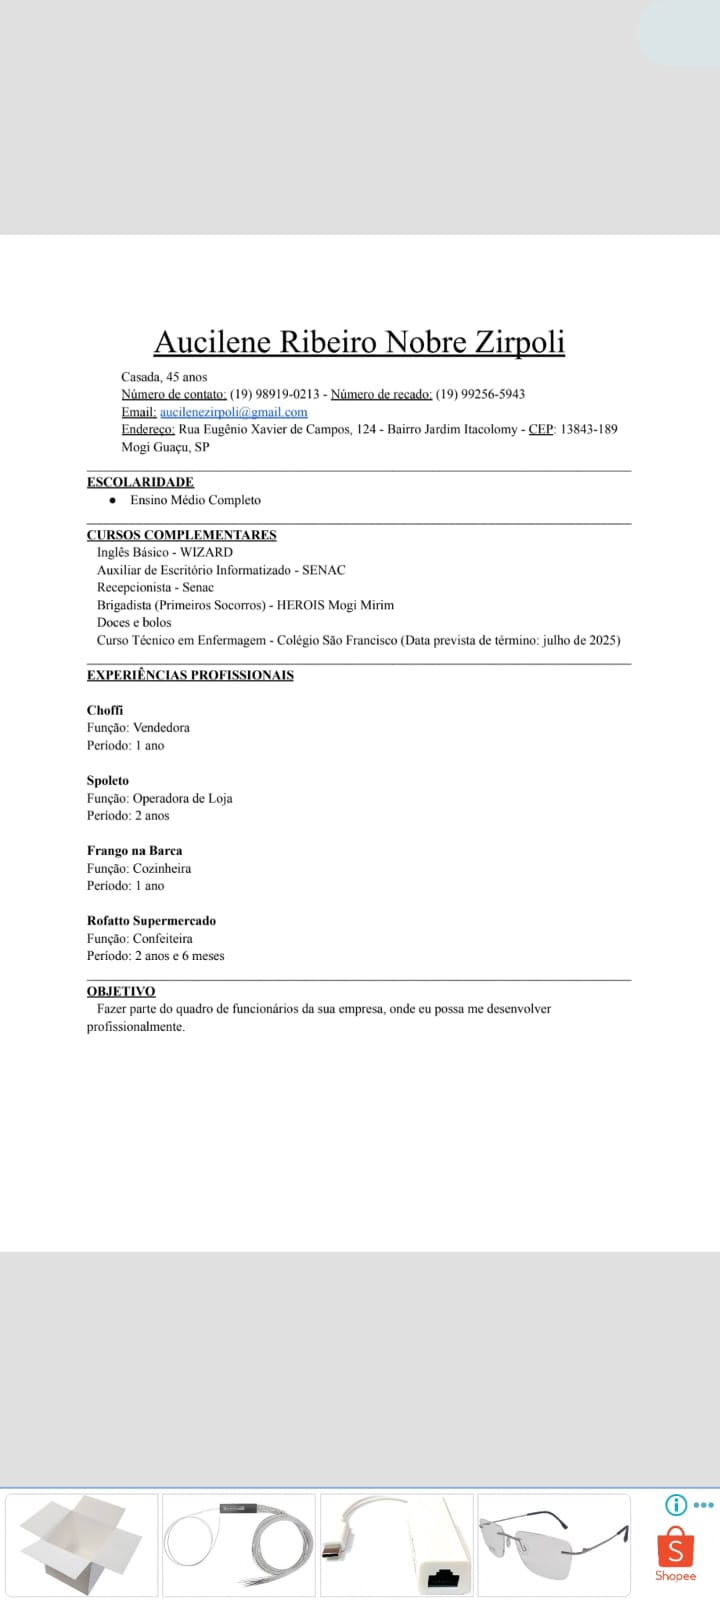 Aucilene Ribeiro Nobre Zirpoli
Casada, 45 anos
Número de contato: (19) 98919-0213 - Número de recado: (19) 99256-5943
Email: aucilenezirpoli@gmail.com
Endereço: Rua Eugênio Xavier de Campos, 124 - Bairro Jardim Itacolomy - CEP: 13843-189
Mogi Guaçu, SP
ESCOLARIDADE
● Ensino Médio Completo
CURSOS COMPLEMENTARES
Inglês Básico - WIZARD
Auxiliar de Escritório Informatizado - SENAC
Recepcionista - Senac
Brigadista (Primeiros Socorros) - HEROIS Mogi Mirim
Doces e bolos
Curso Técnico em Enfermagem - Colégio São Francisco (Data prevista de término: julho de 2025)
EXPERIÊNCIAS PROFISSIONAIS
Choffi
Função: Vendedora
Período: 1 ano
Spoleto
Função: Operadora de Loja
Período: 2 anos
Frango na Barca
Função: Cozinheira
Período: 1 ano
Rofatto Supermercado
Função: Confeiteira
Período: 2 anos e 6 meses
OBJETIVO
Fazer parte do quadro de funcionários da sua empresa, onde eu possa me desenvolver
profissionalmente.
Shopee